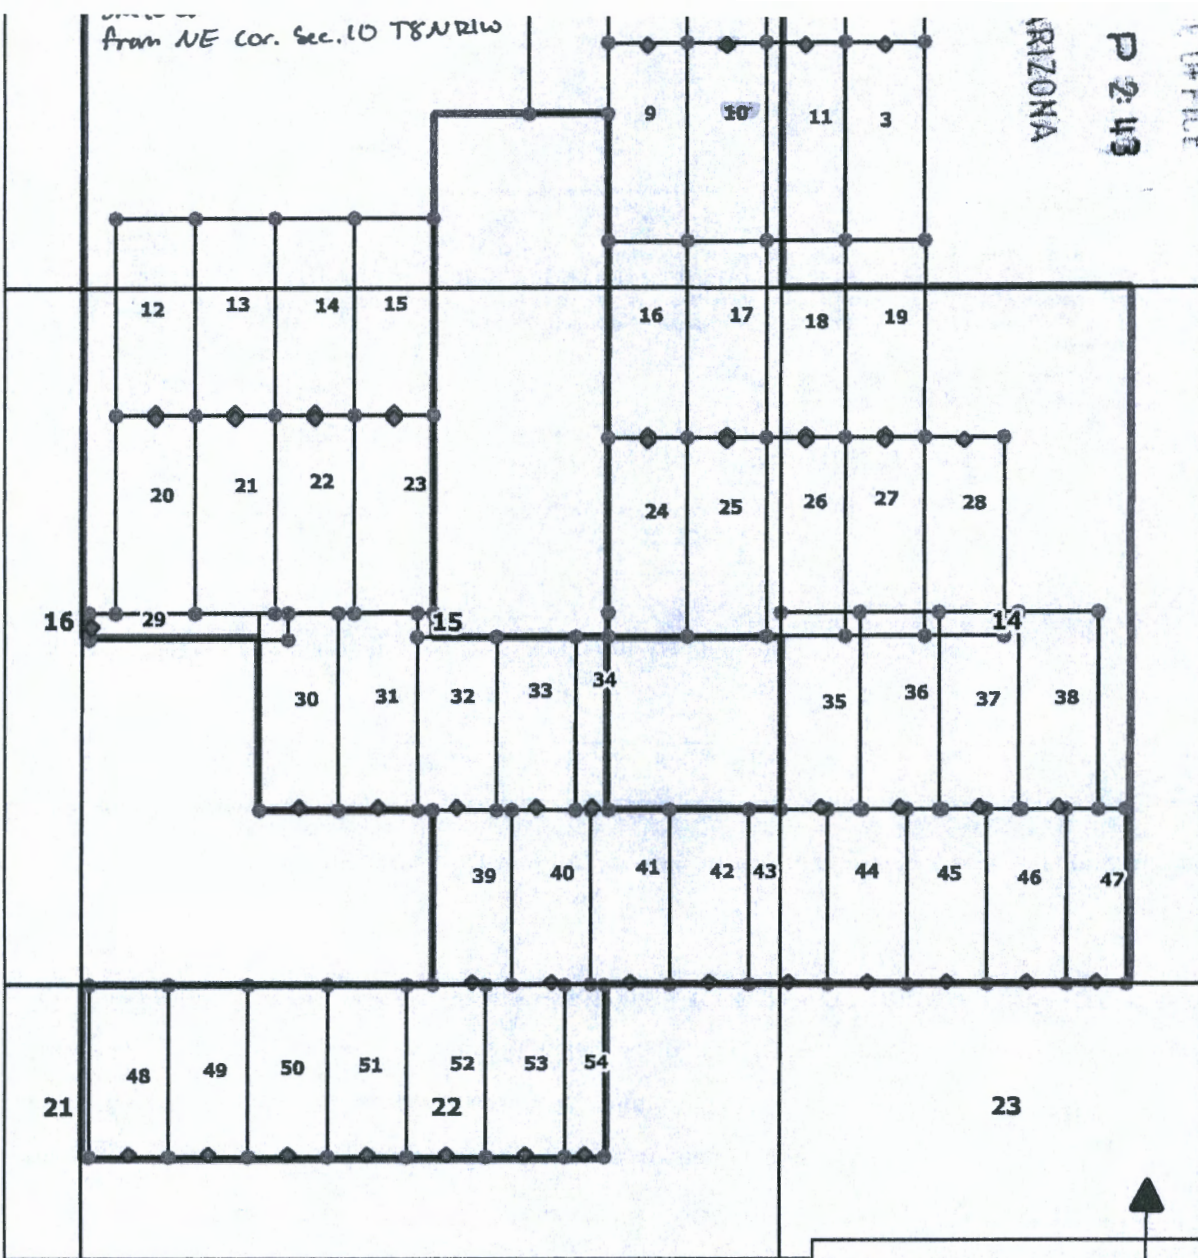 from NE cor. Sec. 10 T8N R1W
RIZONA
P 2:43
9 10 11 3
12 13 14 15 16 17 18 19
20 21 22 23 24 25 26 27 28
16 29 15 14
30 31 32 33 34 35 36 37 38
39 40 41 42 43 44 45 46 47
48 49 50 51 52 53 54
21 22 23